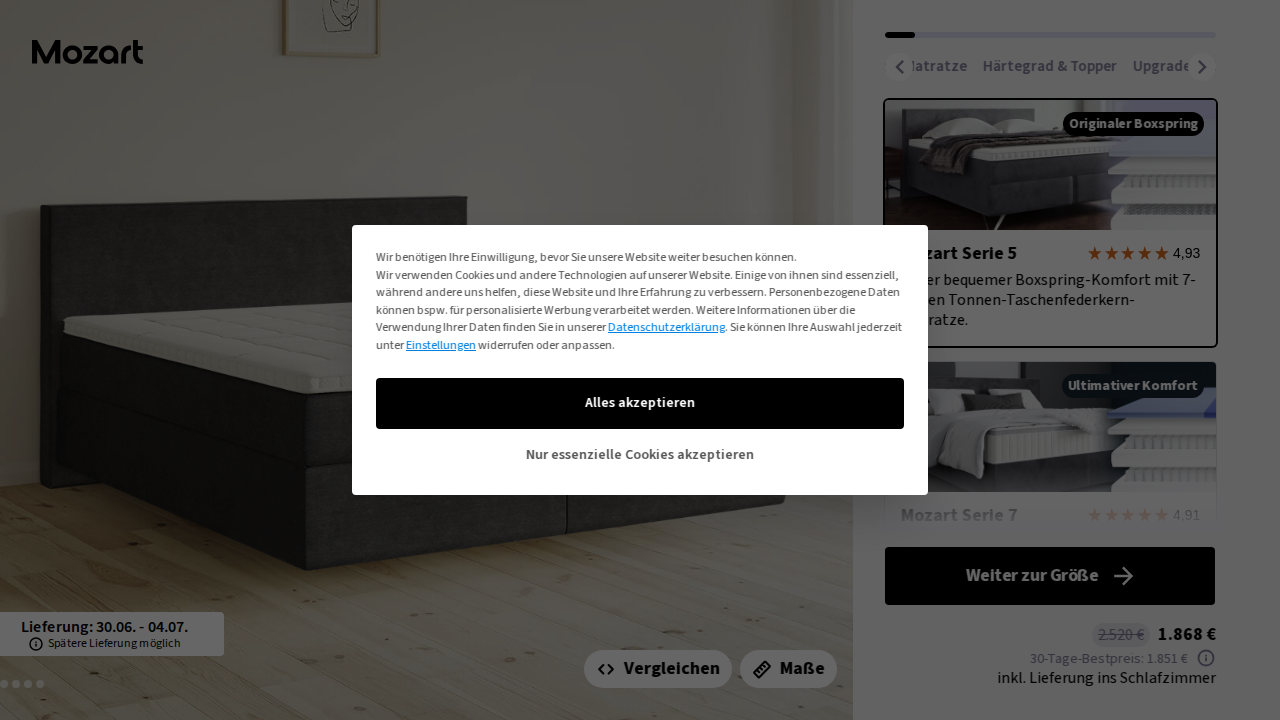 Mozart
Matratze Härtegrad & Topper Upgrade
Originaler Boxspring
Mozart Serie 5 4,93
bequemer Boxspring-Komfort mit 7-
Tonnen-Taschenfederkern-
Ultimativer Komfort
Mozart Serie 7 4,91
Wir benötigen Ihre Einwilligung, bevor Sie unsere Website weiter besuchen können.
Wir verwenden Cookies und andere Technologien auf unserer Website. Einige von ihnen sind essenziell,
während andere uns helfen, diese Website und Ihre Erfahrung zu verbessern. Personenbezogene Daten
können bspw. für personalisierte Werbung verarbeitet werden. Weitere Informationen über die
Verwendung Ihrer Daten finden Sie in unserer Datenschutzerklärung. Sie können Ihre Auswahl jederzeit
unter Einstellungen widerrufen oder anpassen.
Alles akzeptieren
Nur essenzielle Cookies akzeptieren
Weiter zur Größe
Lieferung: 30.06. - 04.07.
Spätere Lieferung möglich
Vergleichen Maße
2.520 € 1.868 €
30-Tage-Bestpreis: 1.851 €
inkl. Lieferung ins Schlafzimmer